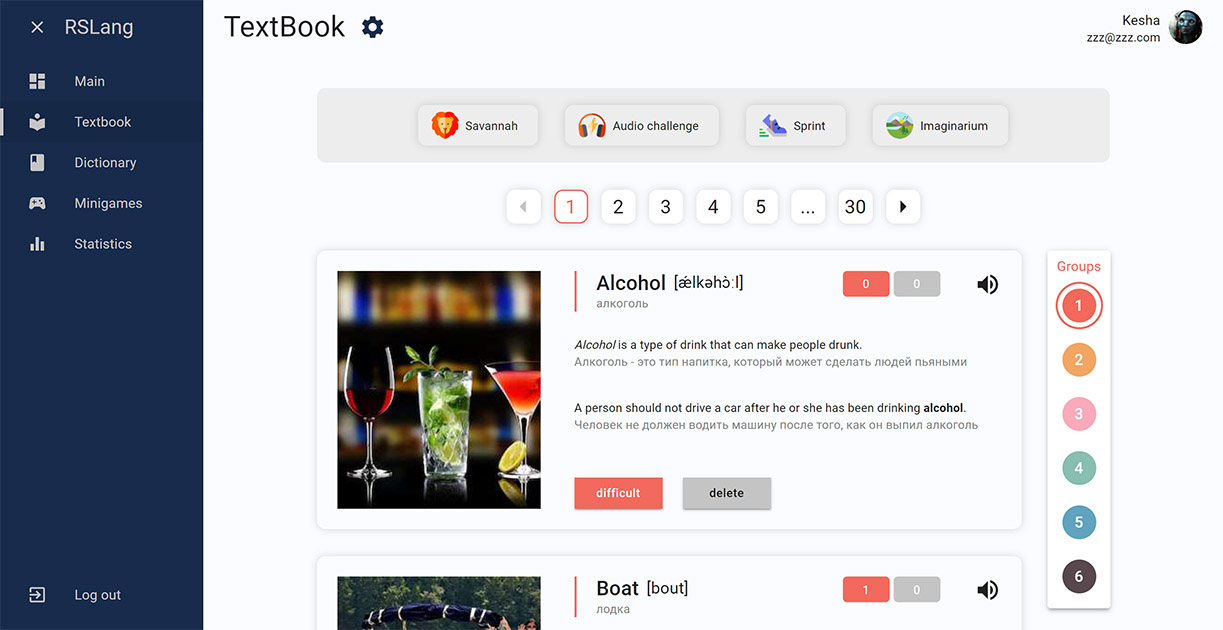 RSLang
Main
Textbook
Dictionary
Minigames
Statistics
Log out
TextBook
Kesha
zzz@zzz.com
Savannah
Audio challenge
Sprint
Imaginarium
1 2 3 4 5 ... 30
Alcohol [ǽlkəhɔ̀ːl]
алкоголь
0 0
Alcohol is a type of drink that can make people drunk.
Алкоголь - это тип напитка, который может сделать людей пьяными
A person should not drive a car after he or she has been drinking alcohol.
Человек не должен водить машину после того, как он выпил алкоголь
difficult
delete
Boat [bout]
лодка
1 0
Groups
1
2
3
4
5
6